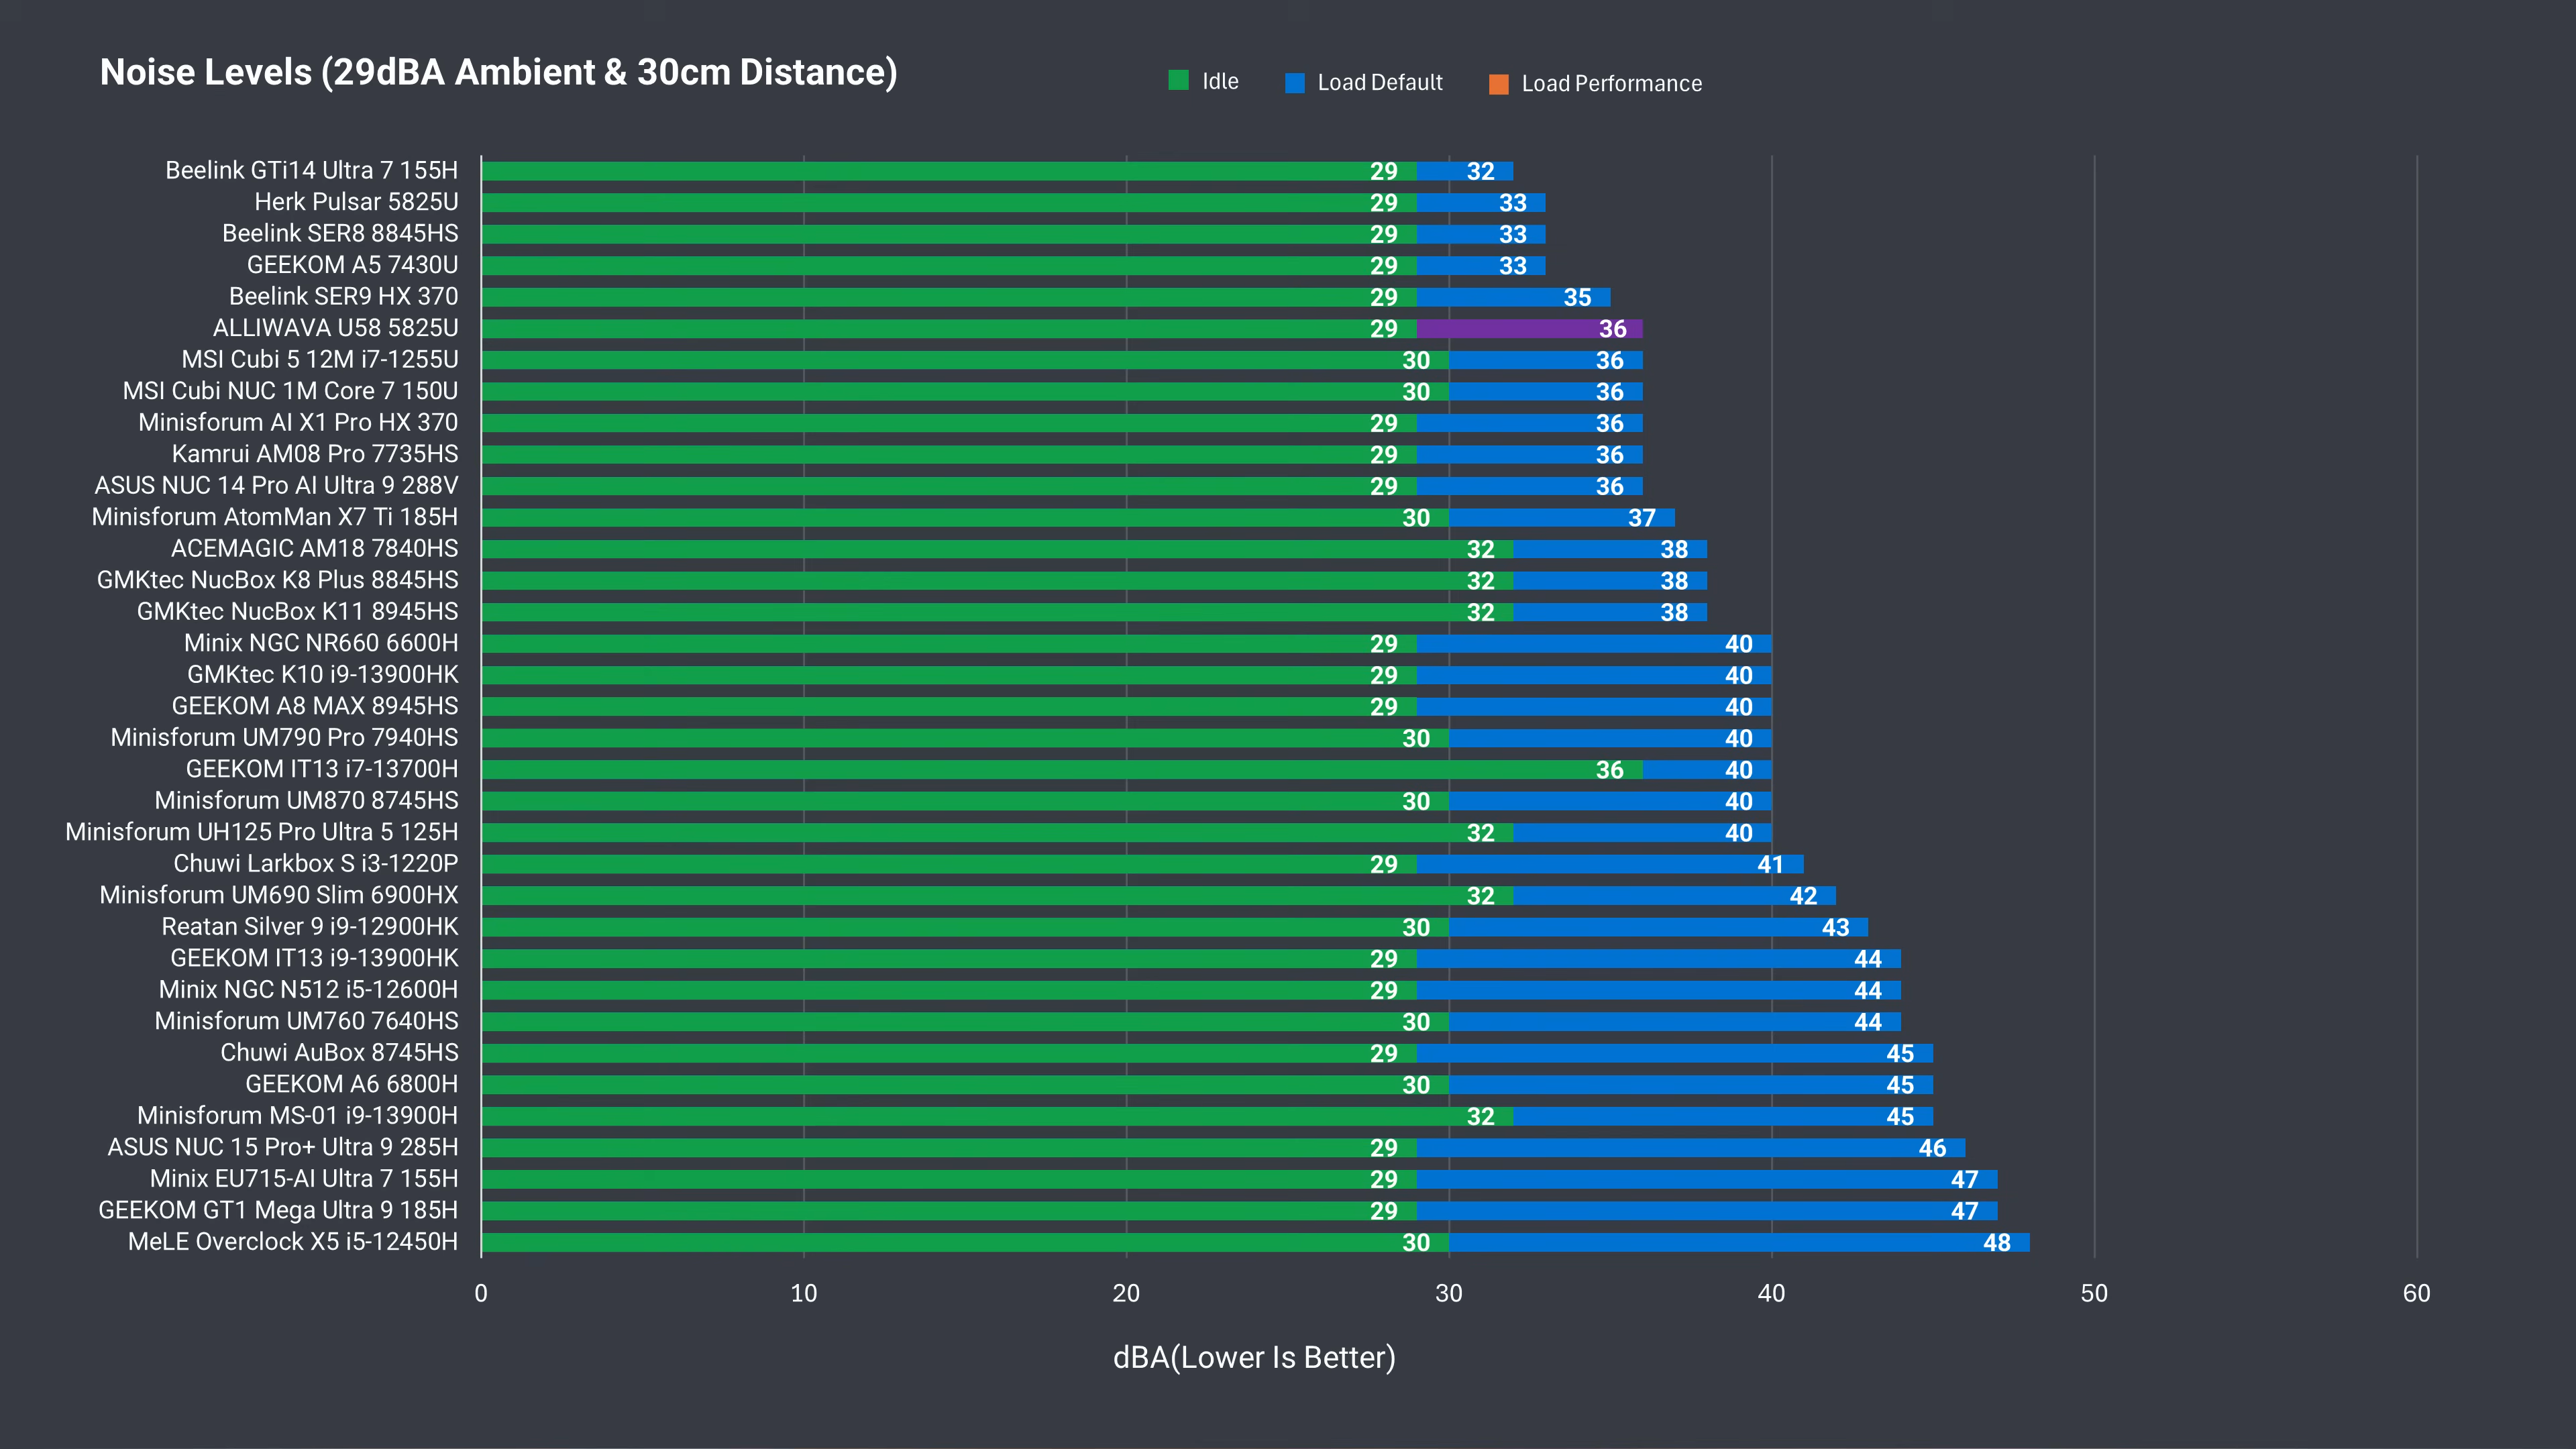 Noise Levels (29dBA Ambient & 30cm Distance)
Idle Load Default Load Performance
Beelink GTi14 Ultra 7 155H 29 32
Herk Pulsar 5825U 29 33
Beelink SER8 8845HS 29 33
GEEKOM A5 7430U 29 33
Beelink SER9 HX 370 29 35
ALLIWAVA U58 5825U 29 36
MSI Cubi 5 12M i7-1255U 30 36
MSI Cubi NUC 1M Core 7 150U 30 36
Minisforum AI X1 Pro HX 370 29 36
Kamrui AM08 Pro 7735HS 29 36
ASUS NUC 14 Pro AI Ultra 9 288V 29 36
Minisforum AtomMan X7 Ti 185H 30 37
ACEMAGIC AM18 7840HS 32 38
GMKtec NucBox K8 Plus 8845HS 32 38
GMKtec NucBox K11 8945HS 32 38
Minix NGC NR660 6600H 29 40
GMKtec K10 i9-13900HK 29 40
GEEKOM A8 MAX 8945HS 29 40
Minisforum UM790 Pro 7940HS 30 40
GEEKOM IT13 i7-13700H 36 40
Minisforum UM870 8745HS 30 40
Minisforum UH125 Pro Ultra 5 125H 32 40
Chuwi Larkbox S i3-1220P 29 41
Minisforum UM690 Slim 6900HX 32 42
Reatan Silver 9 i9-12900HK 30 43
GEEKOM IT13 i9-13900HK 29 44
Minix NGC N512 i5-12600H 29 44
Minisforum UM760 7640HS 30 44
Chuwi AuBox 8745HS 29 45
GEEKOM A6 6800H 30 45
Minisforum MS-01 i9-13900H 32 45
ASUS NUC 15 Pro+ Ultra 9 285H 29 46
Minix EU715-AI Ultra 7 155H 29 47
GEEKOM GT1 Mega Ultra 9 185H 29 47
MeLE Overclock X5 i5-12450H 30 48
0 10 20 30 40 50 60
dBA(Lower Is Better)